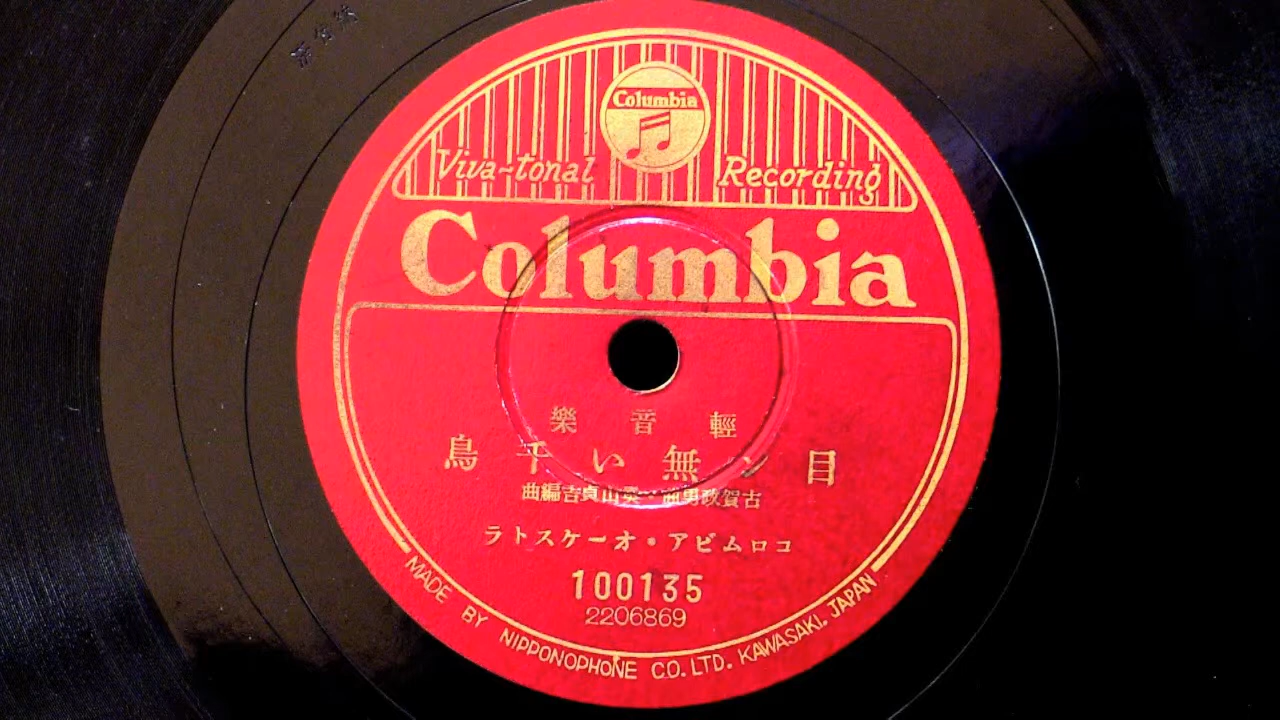 Columbia
Viva-tonal Recording
Columbia
輕音樂
目ン無い千鳥
古賀政男曲・奥山貞吉編曲
コロムビア・オーケストラ
100135
2206869
MADE BY NIPPONOPHONE CO. LTD. KAWASAKI, JAPAN